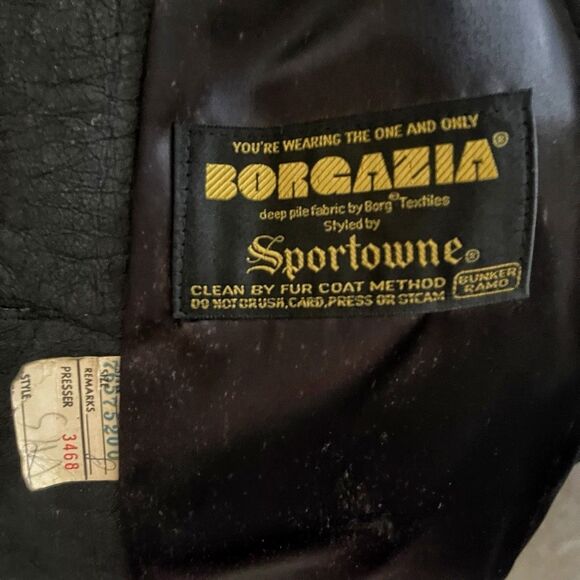 YOU'RE WEARING THE ONE AND ONLY
BORGAZIA®
deep pile fabric by Borg® Textiles
Styled by
Sportowne®
CLEAN BY FUR COAT METHOD
DO NOT BRUSH, CARD, PRESS OR STEAM
BUNKER
RAMO
SIZE
REMARKS
PRESSER 3468
STYLE